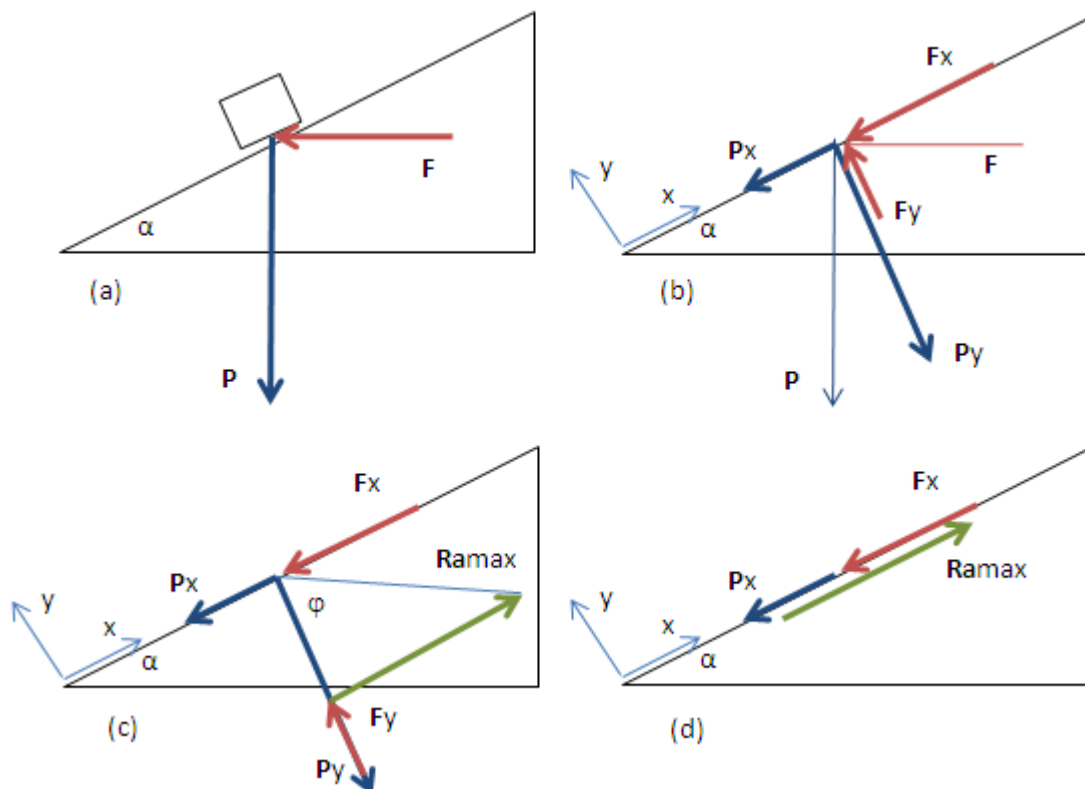 F
α
(a)
P
Fx
Px
y
x
F
Fy
α
(b)
Py
P
Fx
Ramax
Px
y
φ
x
α
Fy
(c)
Py
Fx
Px
Ramax
y
x
α
(d)